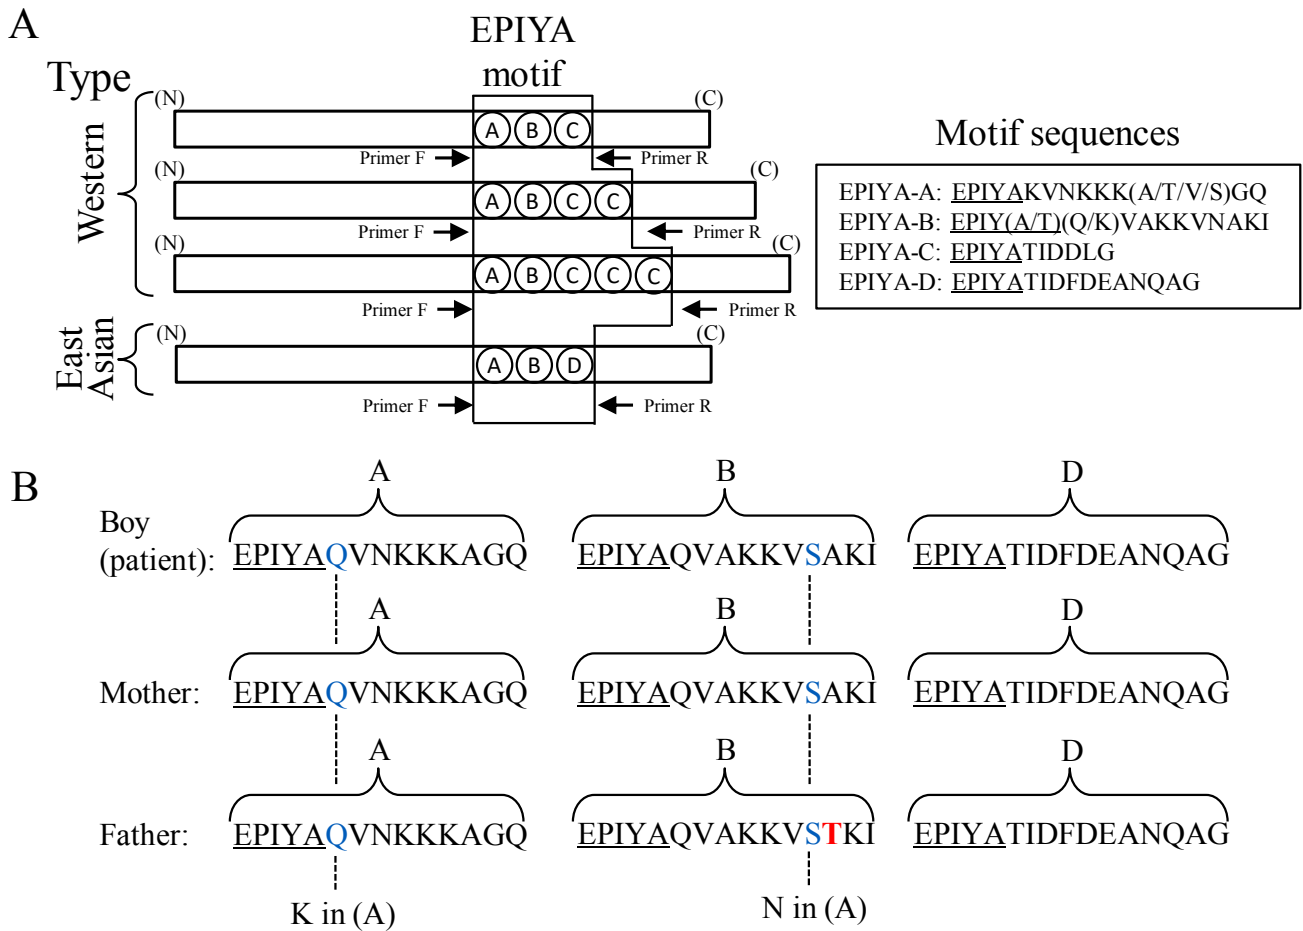 A
EPIYA
motif
Type
Western
(N)
(C)
A B C
Primer F
Primer R
(N)
(C)
A B C C
Primer F
Primer R
(N)
(C)
A B C C C
Primer F
Primer R
East
Asian
(N)
(C)
A B D
Primer F
Primer R
Motif sequences
EPIYA-A: EPIYAKVNKKK(A/T/V/S)GQ
EPIYA-B: EPIY(A/T)(Q/K)VAKKVNAKI
EPIYA-C: EPIYATIDDLG
EPIYA-D: EPIYATIDFDEANQAG
B
A B D
Boy
(patient): EPIYAQVNKKKAGQ EPIYAQVAKKVSAKI EPIYATIDFDEANQAG
A B D
Mother: EPIYAQVNKKKAGQ EPIYAQVAKKVSAKI EPIYATIDFDEANQAG
A B D
Father: EPIYAQVNKKKAGQ EPIYAQVAKKVSTKI EPIYATIDFDEANQAG
K in (A) N in (A)